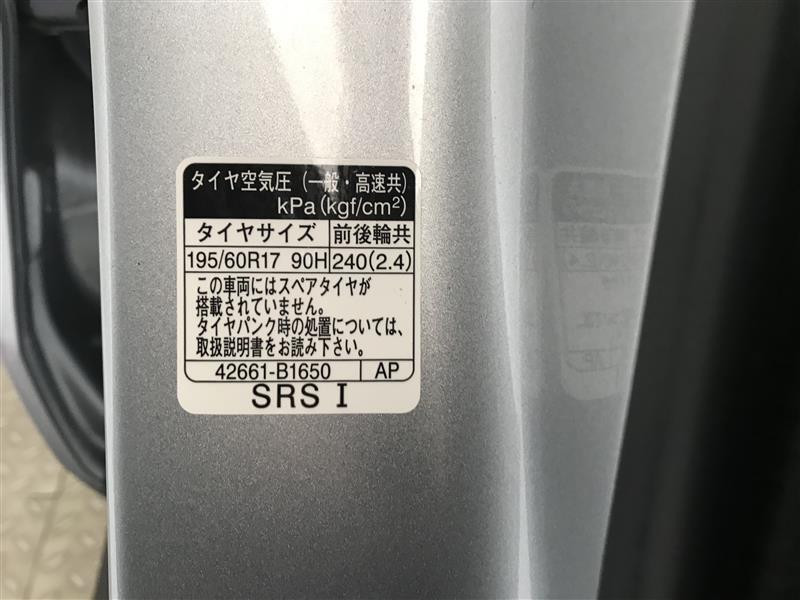 タイヤ空気圧 (一般・高速共)
kPa(kgf/cm²)
タイヤサイズ 前後輪共
195/60R17 90H 240(2.4)
この車両にはスペアタイヤが
搭載されていません。
タイヤパンク時の処置については、
取扱説明書をお読み下さい。
42661-B1650 AP
SRS I